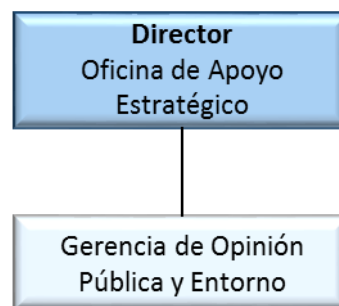 Director
Oficina de Apoyo
Estratégico
Gerencia de Opinión
Pública y Entorno